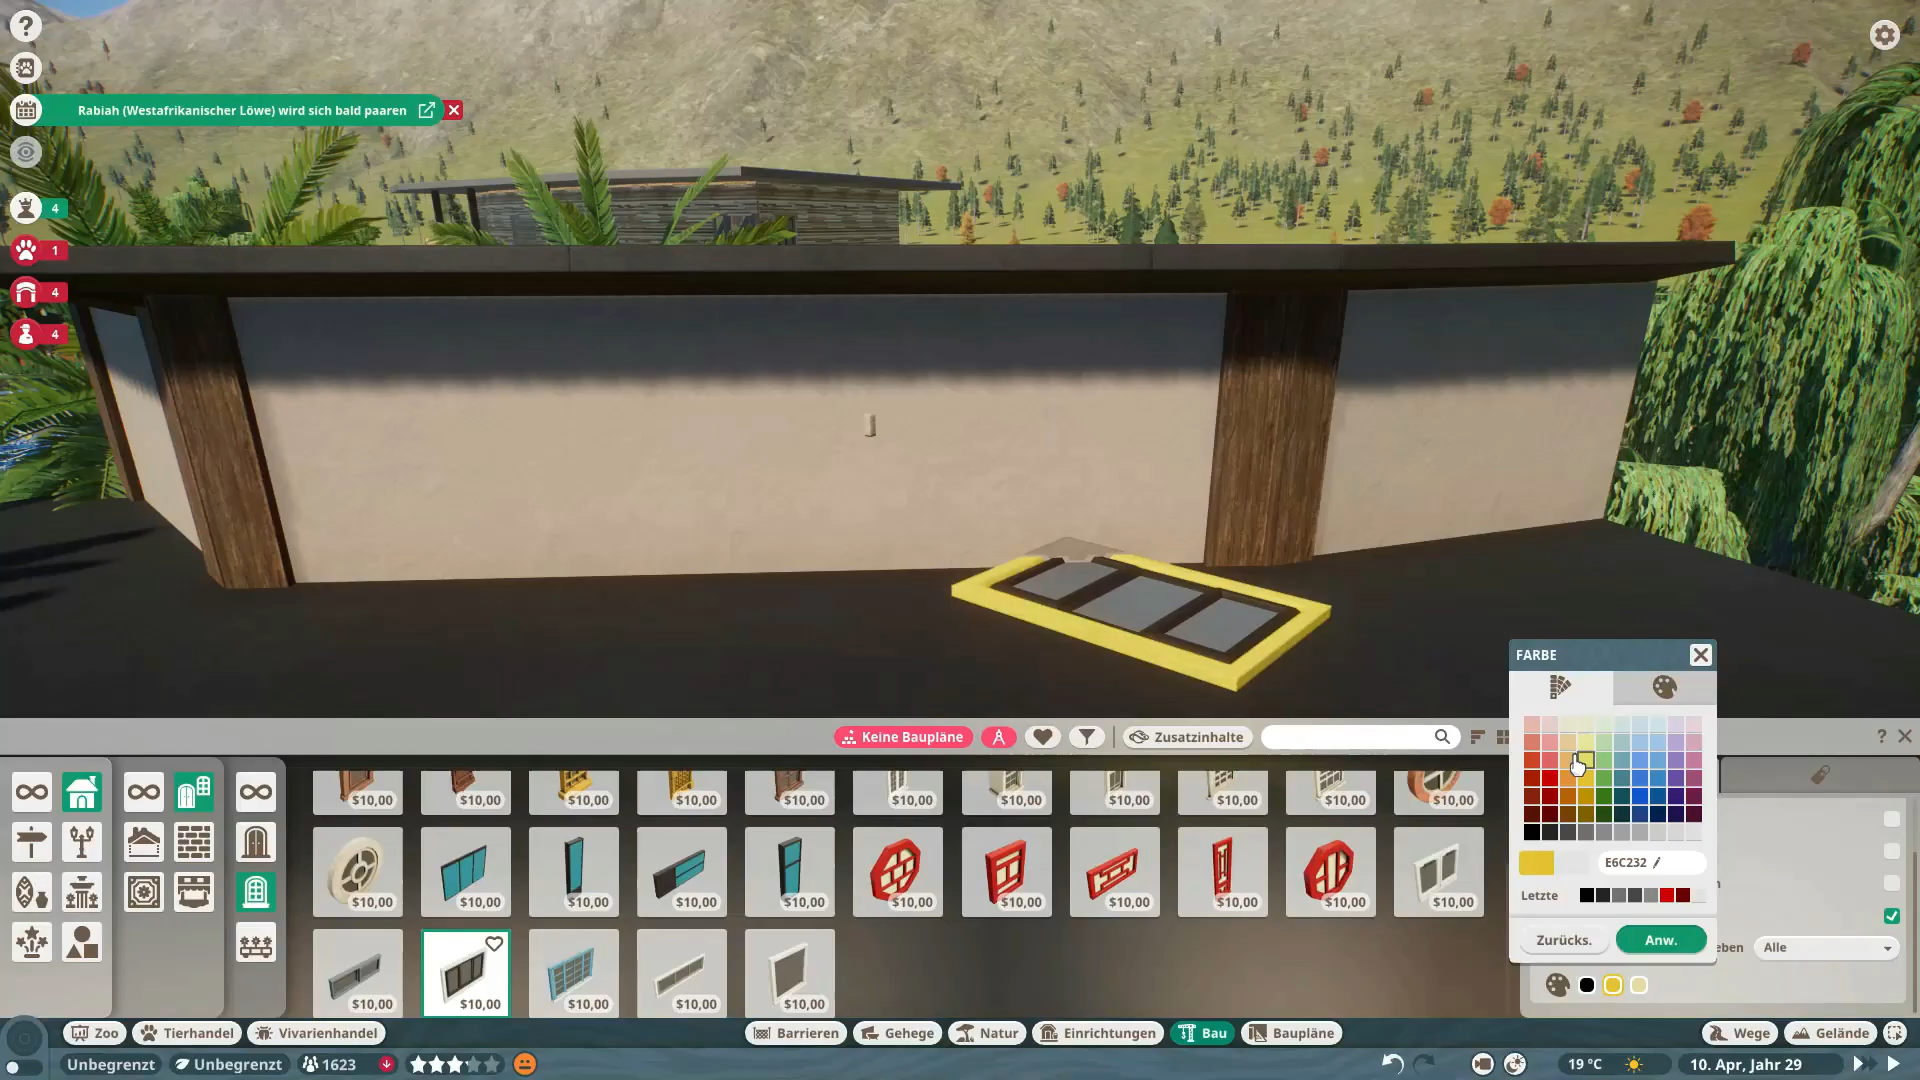 ?
Rabiah (Westafrikanischer Löwe) wird sich bald paaren
4
1
4
4
Keine Baupläne
Zusatzinhalte
?
FARBE
E6C232
Letzte
Zurücks.
Anw.
eben
Alle
$10,00 $10,00 $10,00 $10,00 $10,00 $10,00 $10,00 $10,00 $10,00 $10,00 $10,00
$10,00 $10,00 $10,00 $10,00 $10,00 $10,00 $10,00 $10,00 $10,00 $10,00 $10,00
$10,00 $10,00 $10,00 $10,00 $10,00
Zoo Tierhandel Vivarienhandel Barrieren Gehege Natur Einrichtungen Bau Baupläne Wege Gelände
Unbegrenzt Unbegrenzt 1623 19 °C 10. Apr, Jahr 29